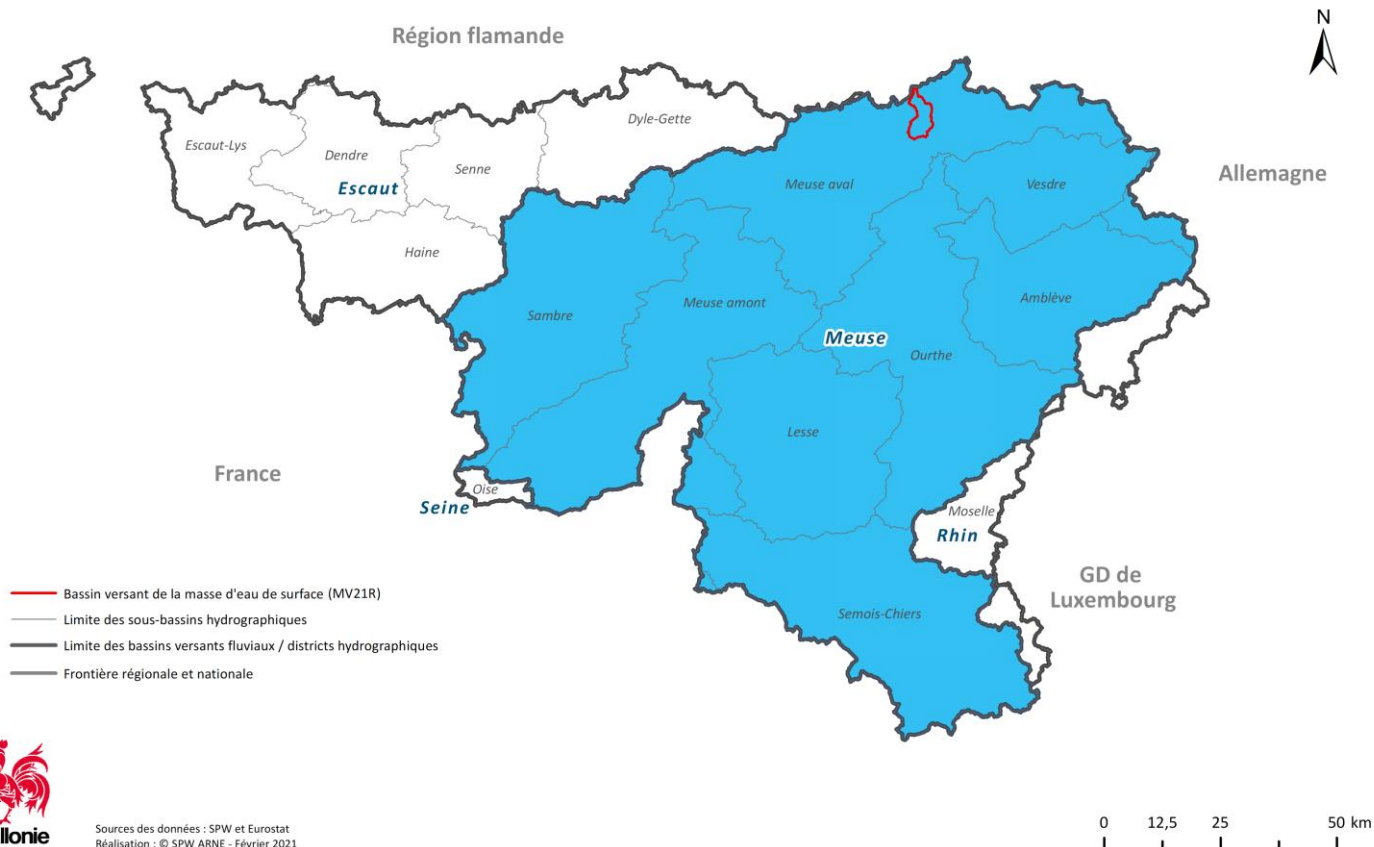 Région flamande
N
Dyle-Gette
Escaut-Lys
Dendre
Senne
Escaut
Meuse aval
Vesdre
Allemagne
Haine
Amblève
Sambre
Meuse amont
Meuse
Ourthe
Lesse
France
Oise
Seine
Moselle
Rhin
GD de
Luxembourg
Semois-Chiers
Bassin versant de la masse d'eau de surface (MV21R)
Limite des sous-bassins hydrographiques
Limite des bassins versants fluviaux / districts hydrographiques
Frontière régionale et nationale
llonie
Sources des données : SPW et Eurostat
Réalisation : © SPW ARNE - Février 2021
0 12,5 25 50 km